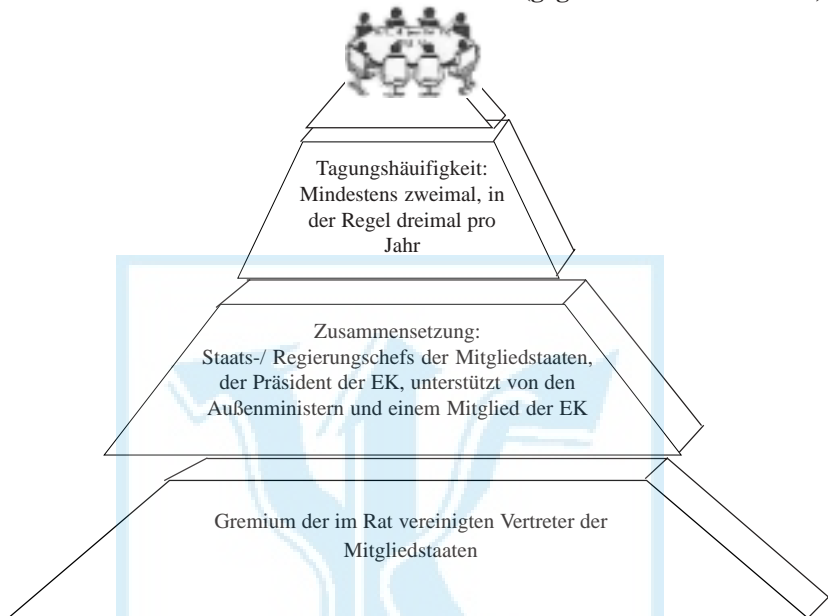 Tagungshäuifigkeit:
Mindestens zweimal, in
der Regel dreimal pro
Jahr
Zusammensetzung:
Staats-/ Regierungschefs der Mitgliedstaaten,
der Präsident der EK, unterstützt von den
Außenministern und einem Mitglied der EK
Gremium der im Rat vereinigten Vertreter der
Mitgliedstaaten